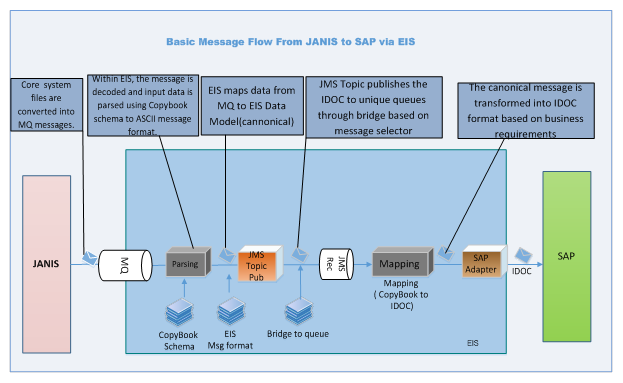 Basic Message Flow From JANIS to SAP via EIS
Core system
files are
converted into
MQ messages.
Within EIS, the message is
decoded and input data is
parsed using Copybook
schema to ASCII message
format.
EIS maps data from
MQ to EIS Data
Model(cannonical)
JMS Topic publishes the
IDOC to unique queues
through bridge based on
message selector
The canonical message is
transformed into IDOC
format based on business
requirements
JANIS
MQ
Parsing
JMS
Topic
Pub
JMS
Rec
Mapping
SAP
Adapter
IDOC
SAP
Mapping
( CopyBook to
IDOC)
CopyBook
Schema
EIS
Msg format
Bridge to queue
EIS